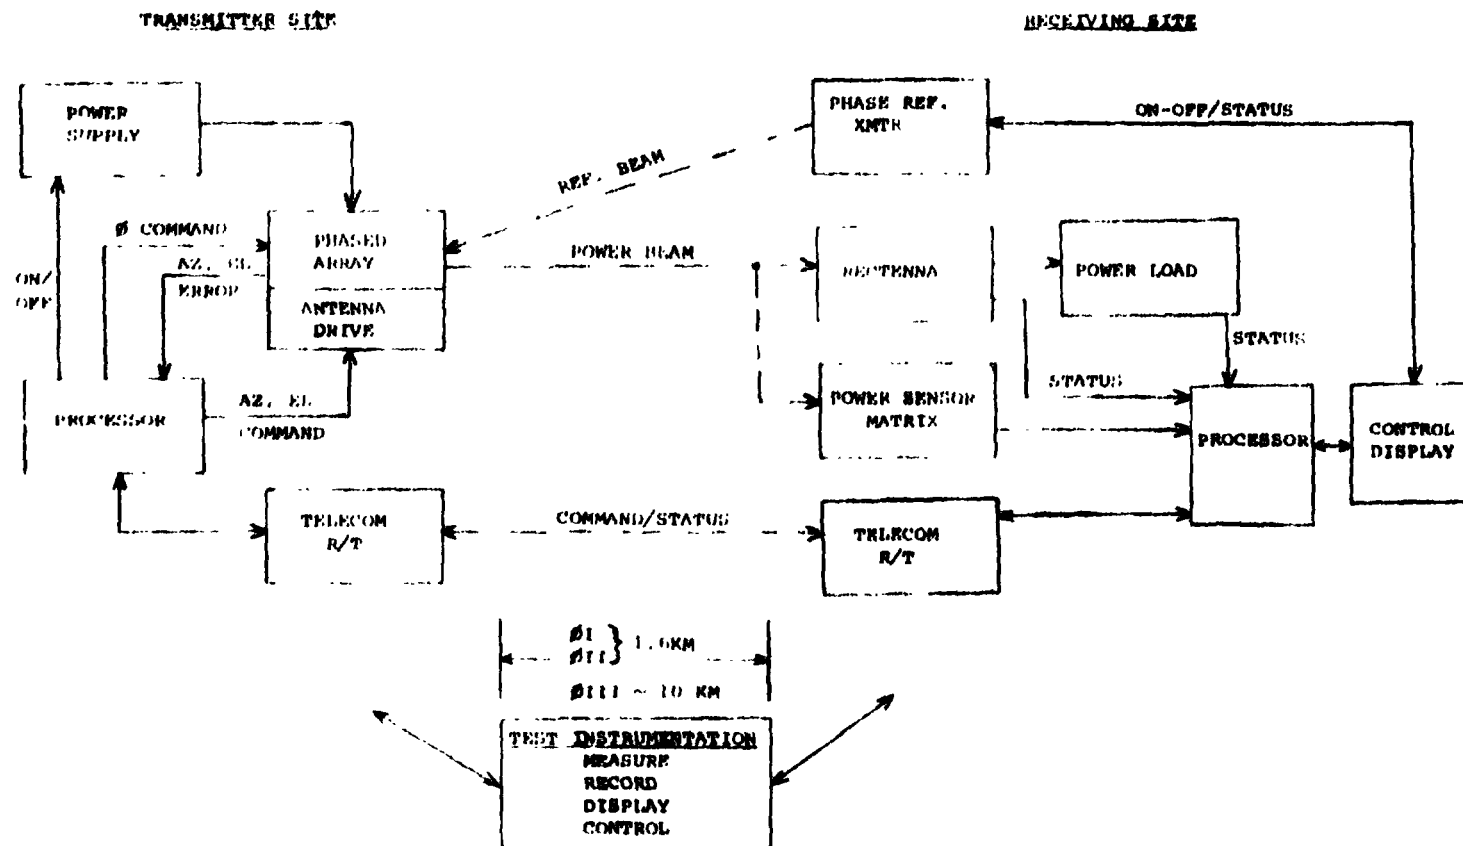 TRANSMITTER SITE
RECEIVING SITE
POWER
SUPPLY
PHASE REF.
XMTR
ON-OFF/STATUS
REF. BEAM
Ø COMMAND
AZ, EL
ERROR
ON/
OFF
PHASED
ARRAY
ANTENNA
DRIVE
POWER BEAM
RECTENNA
POWER LOAD
STATUS
STATUS
PROCESSOR
AZ, EL
COMMAND
POWER SENSOR
MATRIX
PROCESSOR
CONTROL
DISPLAY
TELECOM
R/T
COMMAND/STATUS
TELECOM
R/T
ØI
ØII
} 1.6KM
ØIII ~ 10 KM
TEST INSTRUMENTATION
MEASURE
RECORD
DISPLAY
CONTROL